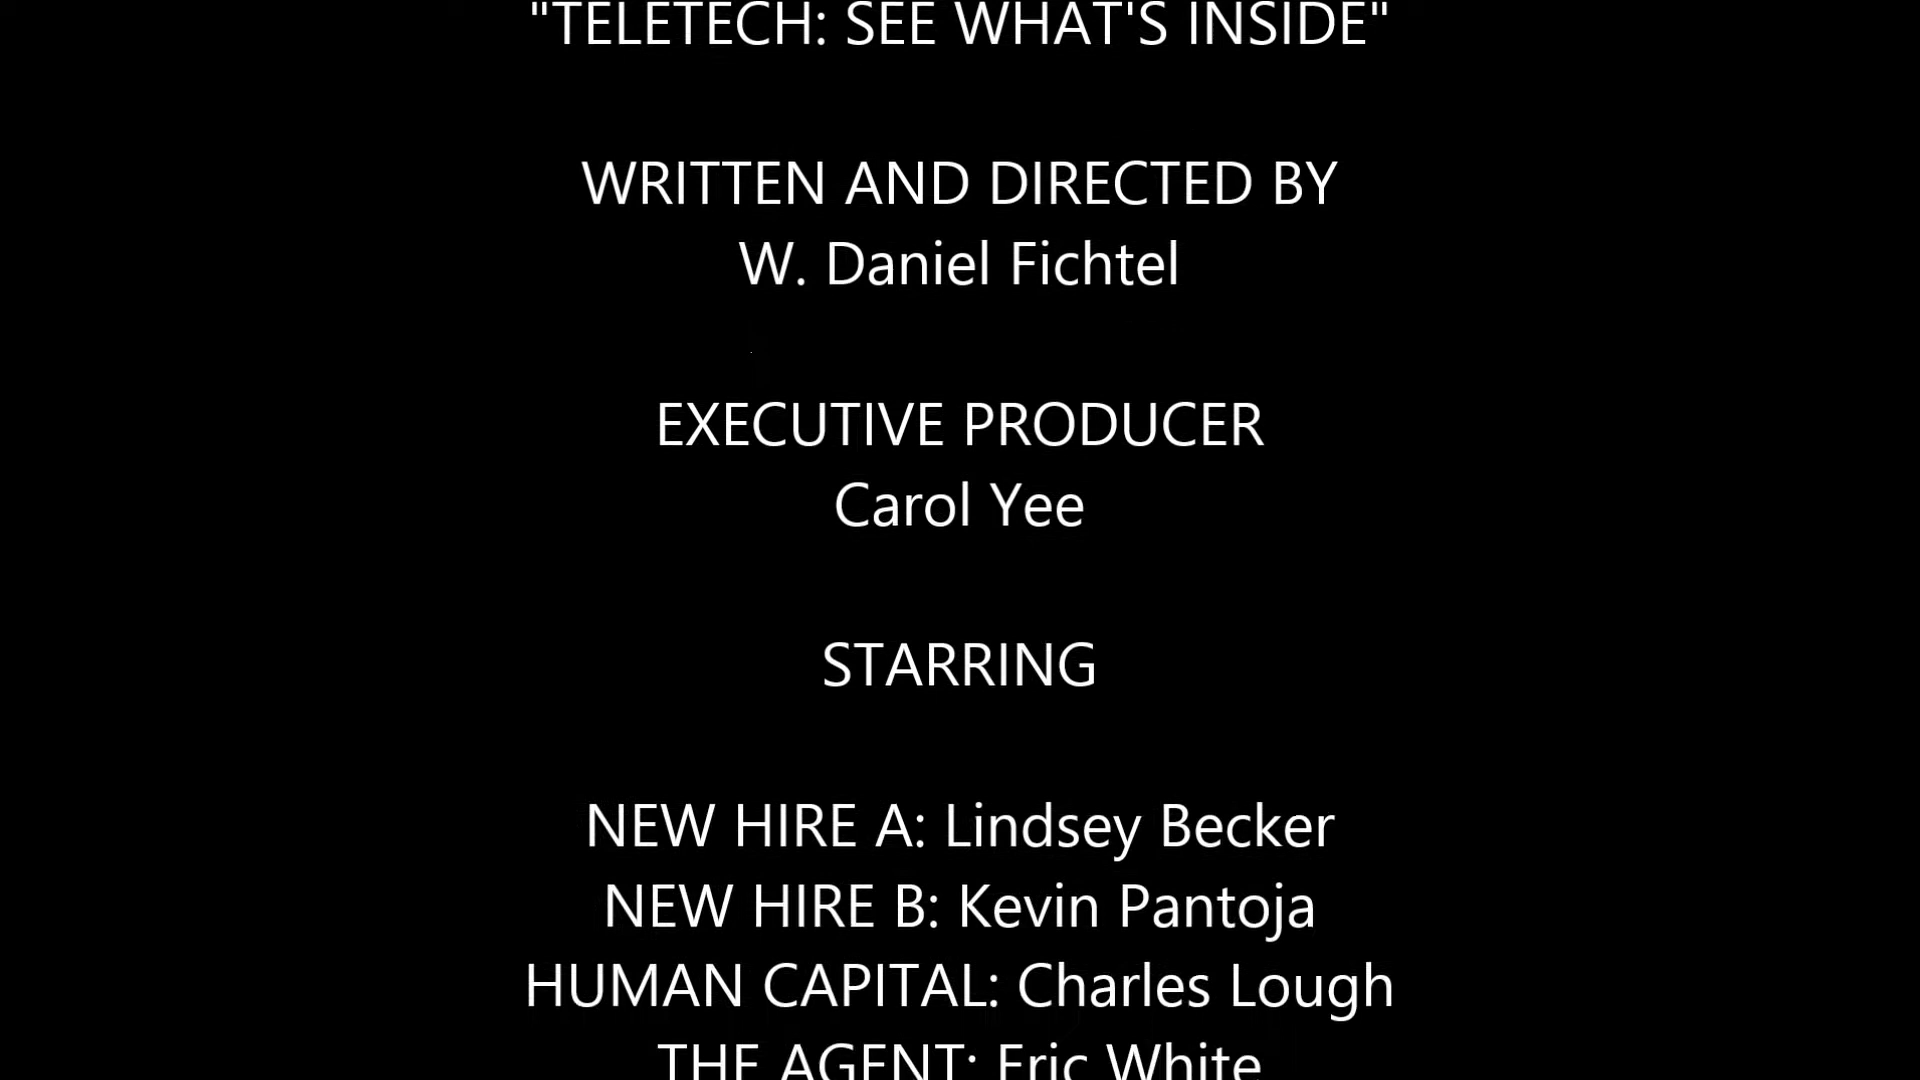 "TELETECH: SEE WHAT'S INSIDE"
WRITTEN AND DIRECTED BY
W. Daniel Fichtel
EXECUTIVE PRODUCER
Carol Yee
STARRING
NEW HIRE A: Lindsey Becker
NEW HIRE B: Kevin Pantoja
HUMAN CAPITAL: Charles Lough
THE AGENT: Eric White